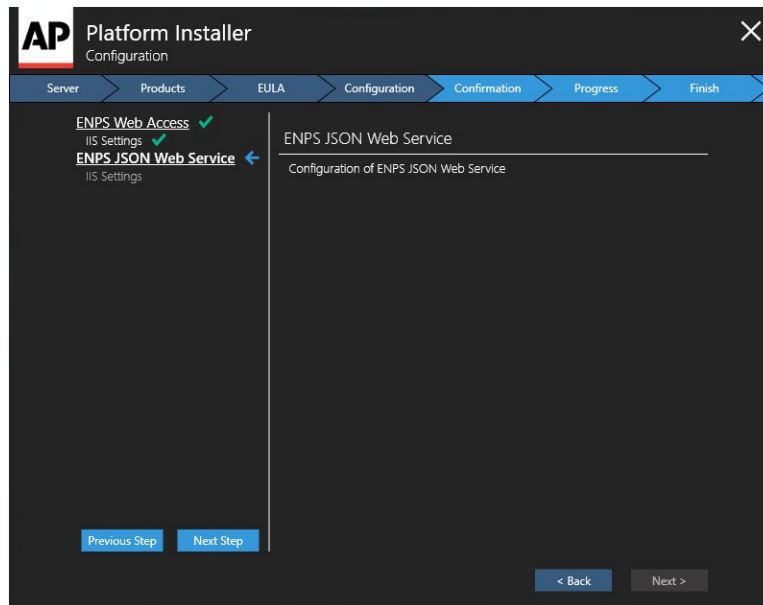 AP
Platform Installer
Configuration
Server Products EULA Configuration Confirmation Progress Finish
ENPS Web Access
IIS Settings
ENPS JSON Web Service
IIS Settings
ENPS JSON Web Service
Configuration of ENPS JSON Web Service
Previous Step Next Step
< Back Next >